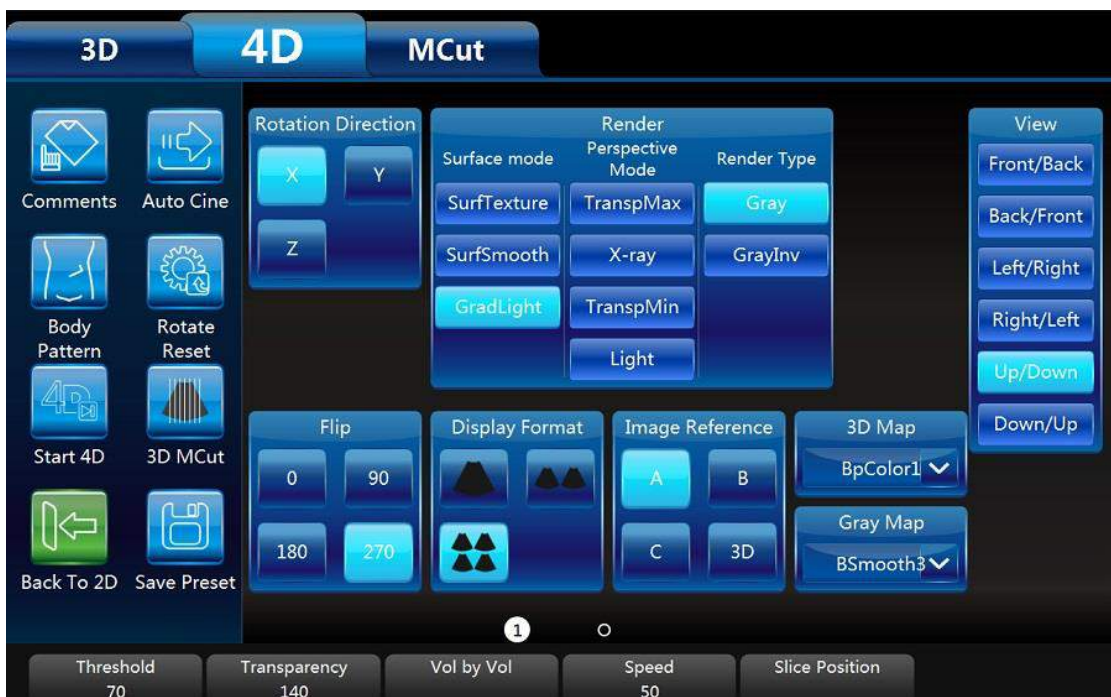 3D
4D
MCut
Comments
Auto Cine
Body
Pattern
Rotate
Reset
4D
Start 4D
3D MCut
Back To 2D
Save Preset
Rotation Direction
X
Y
Z
Render
Surface mode
Perspective
Mode
Render Type
SurfTexture
TranspMax
Gray
SurfSmooth
X-ray
GrayInv
GradLight
TranspMin
Light
View
Front/Back
Back/Front
Left/Right
Right/Left
Up/Down
Down/Up
Flip
0
90
180
270
Display Format
Image Reference
A
B
C
3D
3D Map
BpColor1
Gray Map
BSmooth3
1
Threshold
70
Transparency
140
Vol by Vol
Speed
50
Slice Position